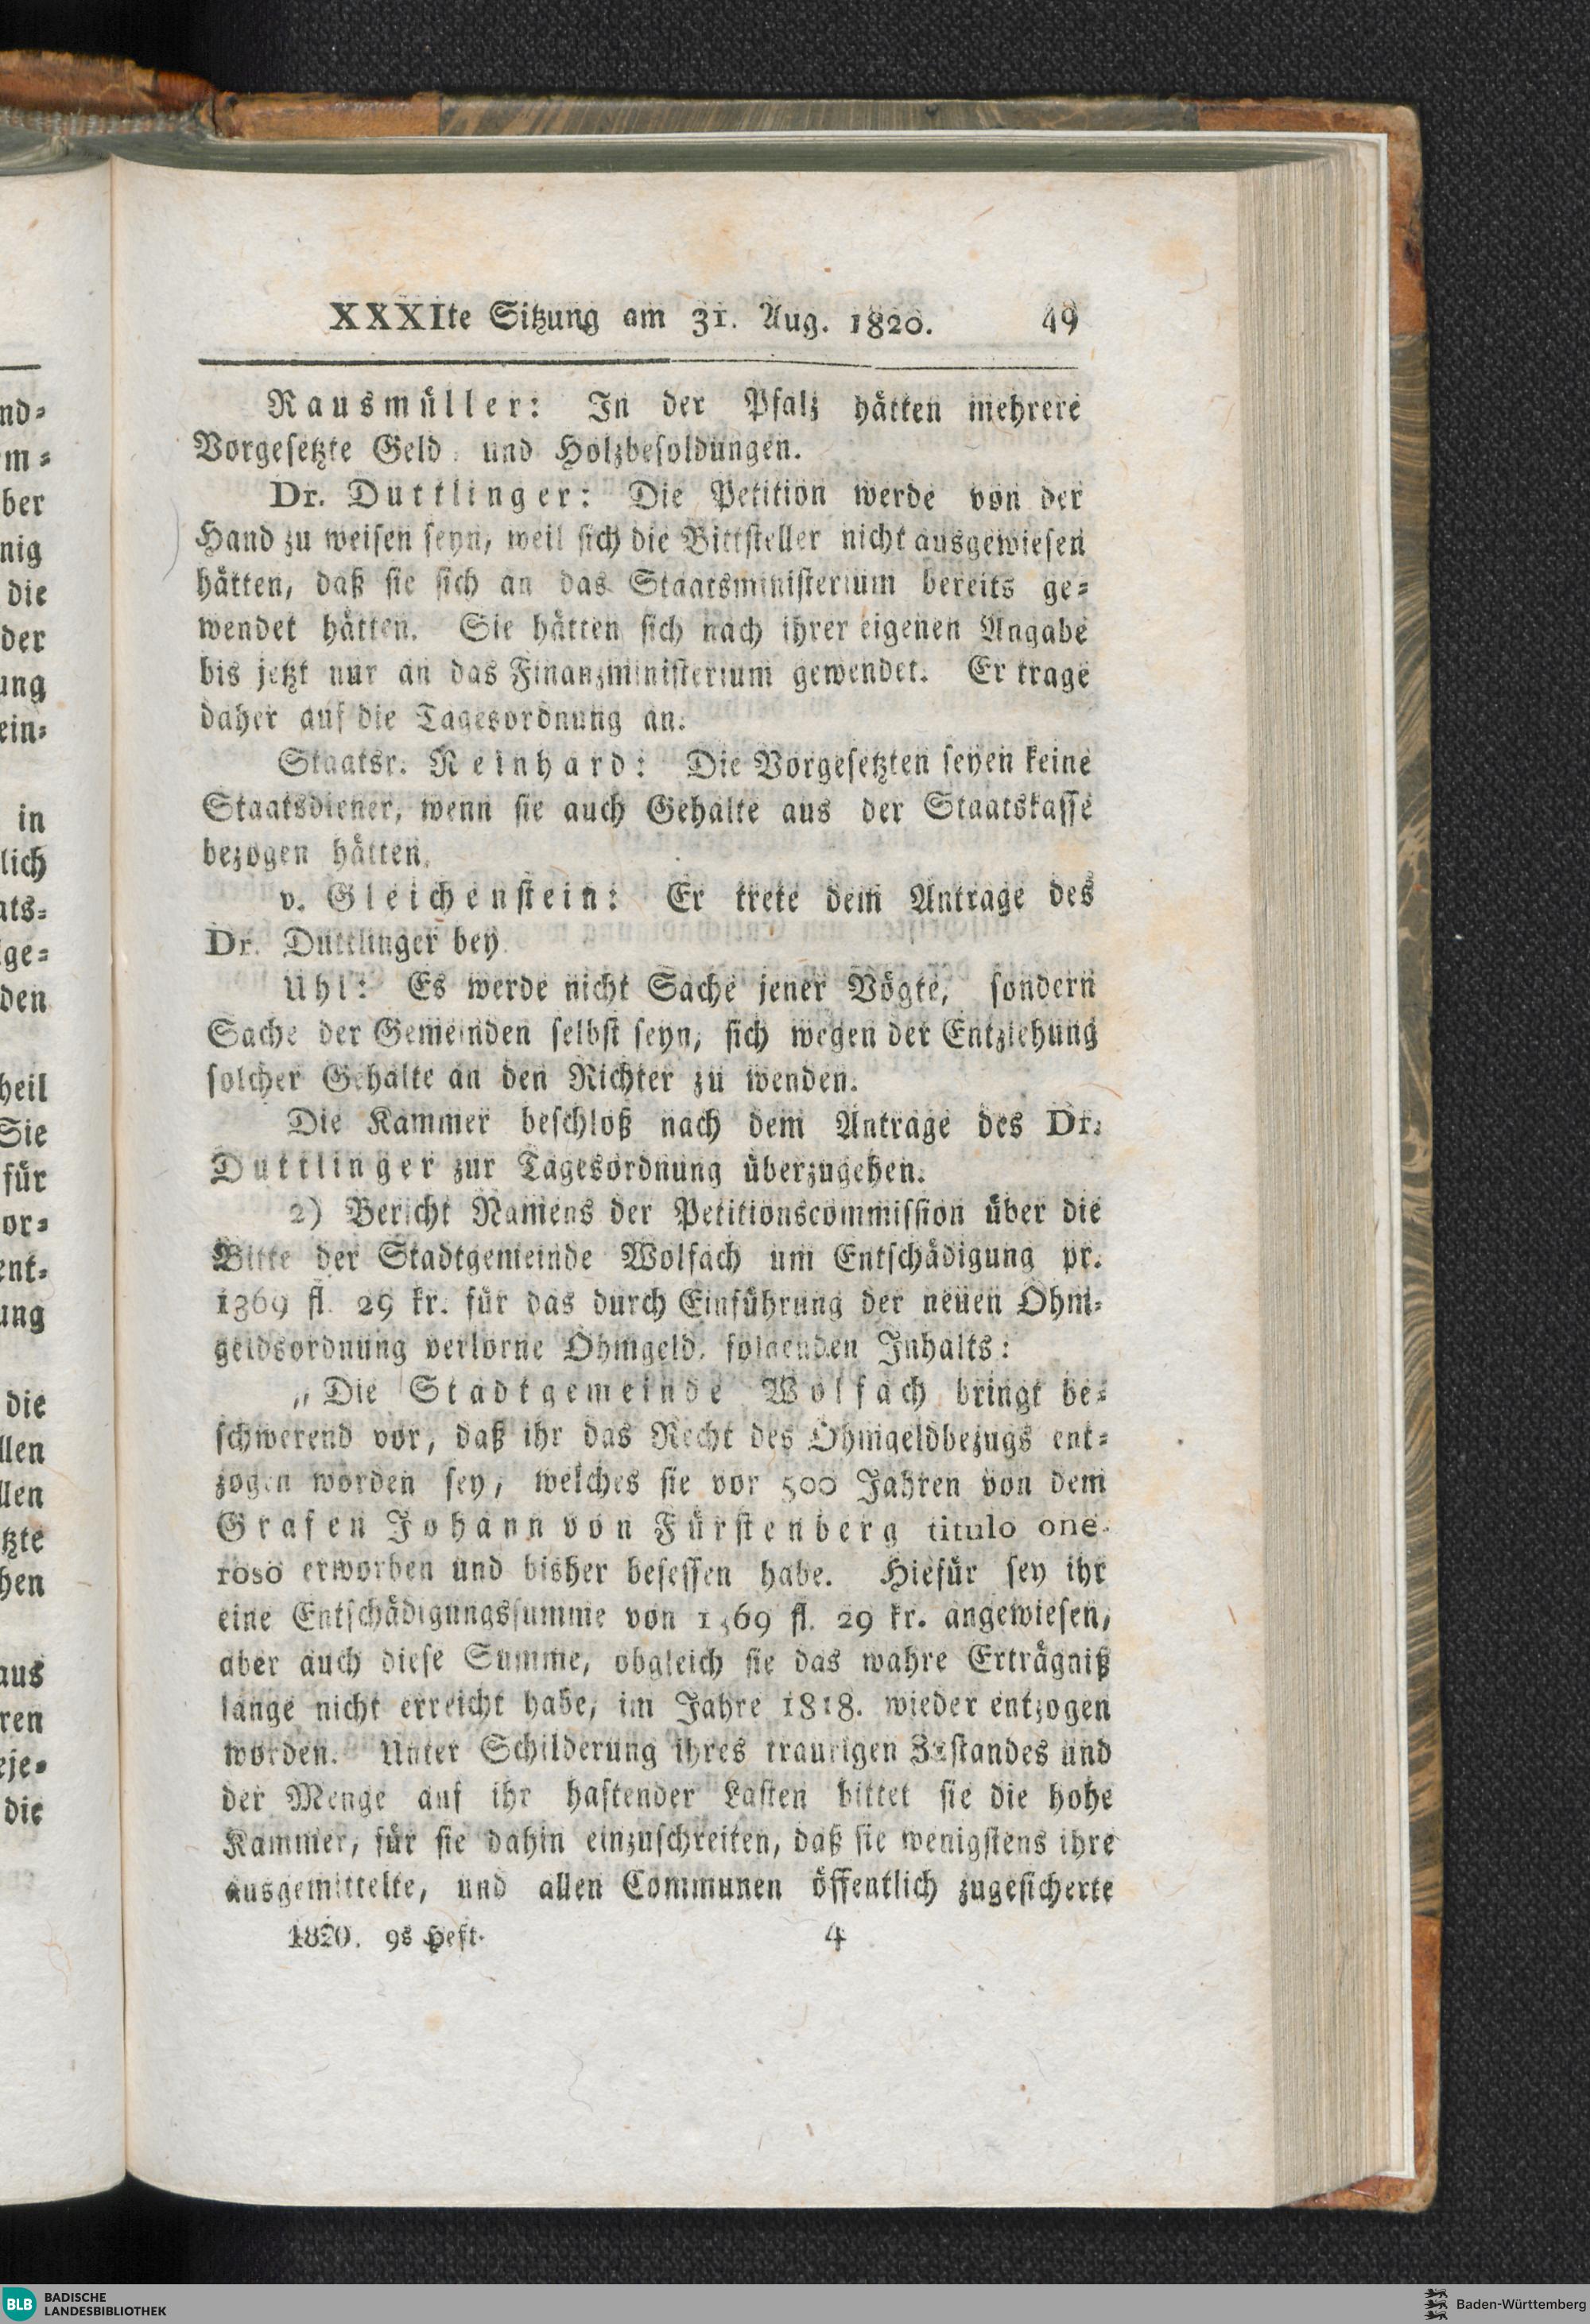 XXXIte Sitzung am 31. Aug. 1820. 49
Rausmüller: In der Pfalz hätten mehrere
Vorgesetzte Geld und Holzbesoldungen.
Dr. Duttlinger: Die Petition werde von der
Hand zu weisen seyn, weil sich die Bittsteller nicht ausgewiesen
hätten, daß sie sich an das Staatsministerium bereits ge-
wendet hätten. Sie hätten sich nach ihrer eigenen Angabe
bis jetzt nur an das Finanzministerium gewendet. Er trage
daher auf die Tagesordnung an.
Staatsr. Reinhard: Die Vorgesetzten seyen keine
Staatsdiener, wenn sie auch Gehalte aus der Staatskasse
bezogen hätten.
v. Gleichenstein: Er trete dem Antrage des
Dr. Duttlinger bey.
Uhl: Es werde nicht Sache jener Vögte, sondern
Sache der Gemeinden selbst seyn, sich wegen der Entziehung
solcher Gehalte an den Richter zu wenden.
Die Kammer beschloß nach dem Antrage des Dr.
Duttlinger zur Tagesordnung überzugehen.
2) Bericht Namens der Petitionscommission über die
Bitte der Stadtgemeinde Wolfach um Entschädigung pr.
1369 fl. 29 kr. für das durch Einführung der neuen Ohm-
geldsordnung verlorne Ohmgeld, folgenden Inhalts:
„Die Stadtgemeinde Wolfach bringt be-
schwerend vor, daß ihr das Recht des Ohmgeldbezugs ent-
zogen worden sey, welches sie vor 500 Jahren von dem
Grafen Johann von Fürstenberg titulo one-
roso erworben und bisher besessen habe. Hiefür sey ihr
eine Entschädigungssumme von 1369 fl. 29 kr. angewiesen,
aber auch diese Summe, obgleich sie das wahre Erträgniß
lange nicht erreicht habe, im Jahre 1818. wieder entzogen
worden. Unter Schilderung ihres traurigen Zustandes und
der Menge auf ihr haftender Lasten bittet sie die hohe
Kammer, für sie dahin einzuschreiten, daß sie wenigstens ihre
ausgemittelte, und allen Communen öffentlich zugesicherte
1820. 9s Heft. 4
BLB BADISCHE
LANDESBIBLIOTHEK
Baden-Württemberg